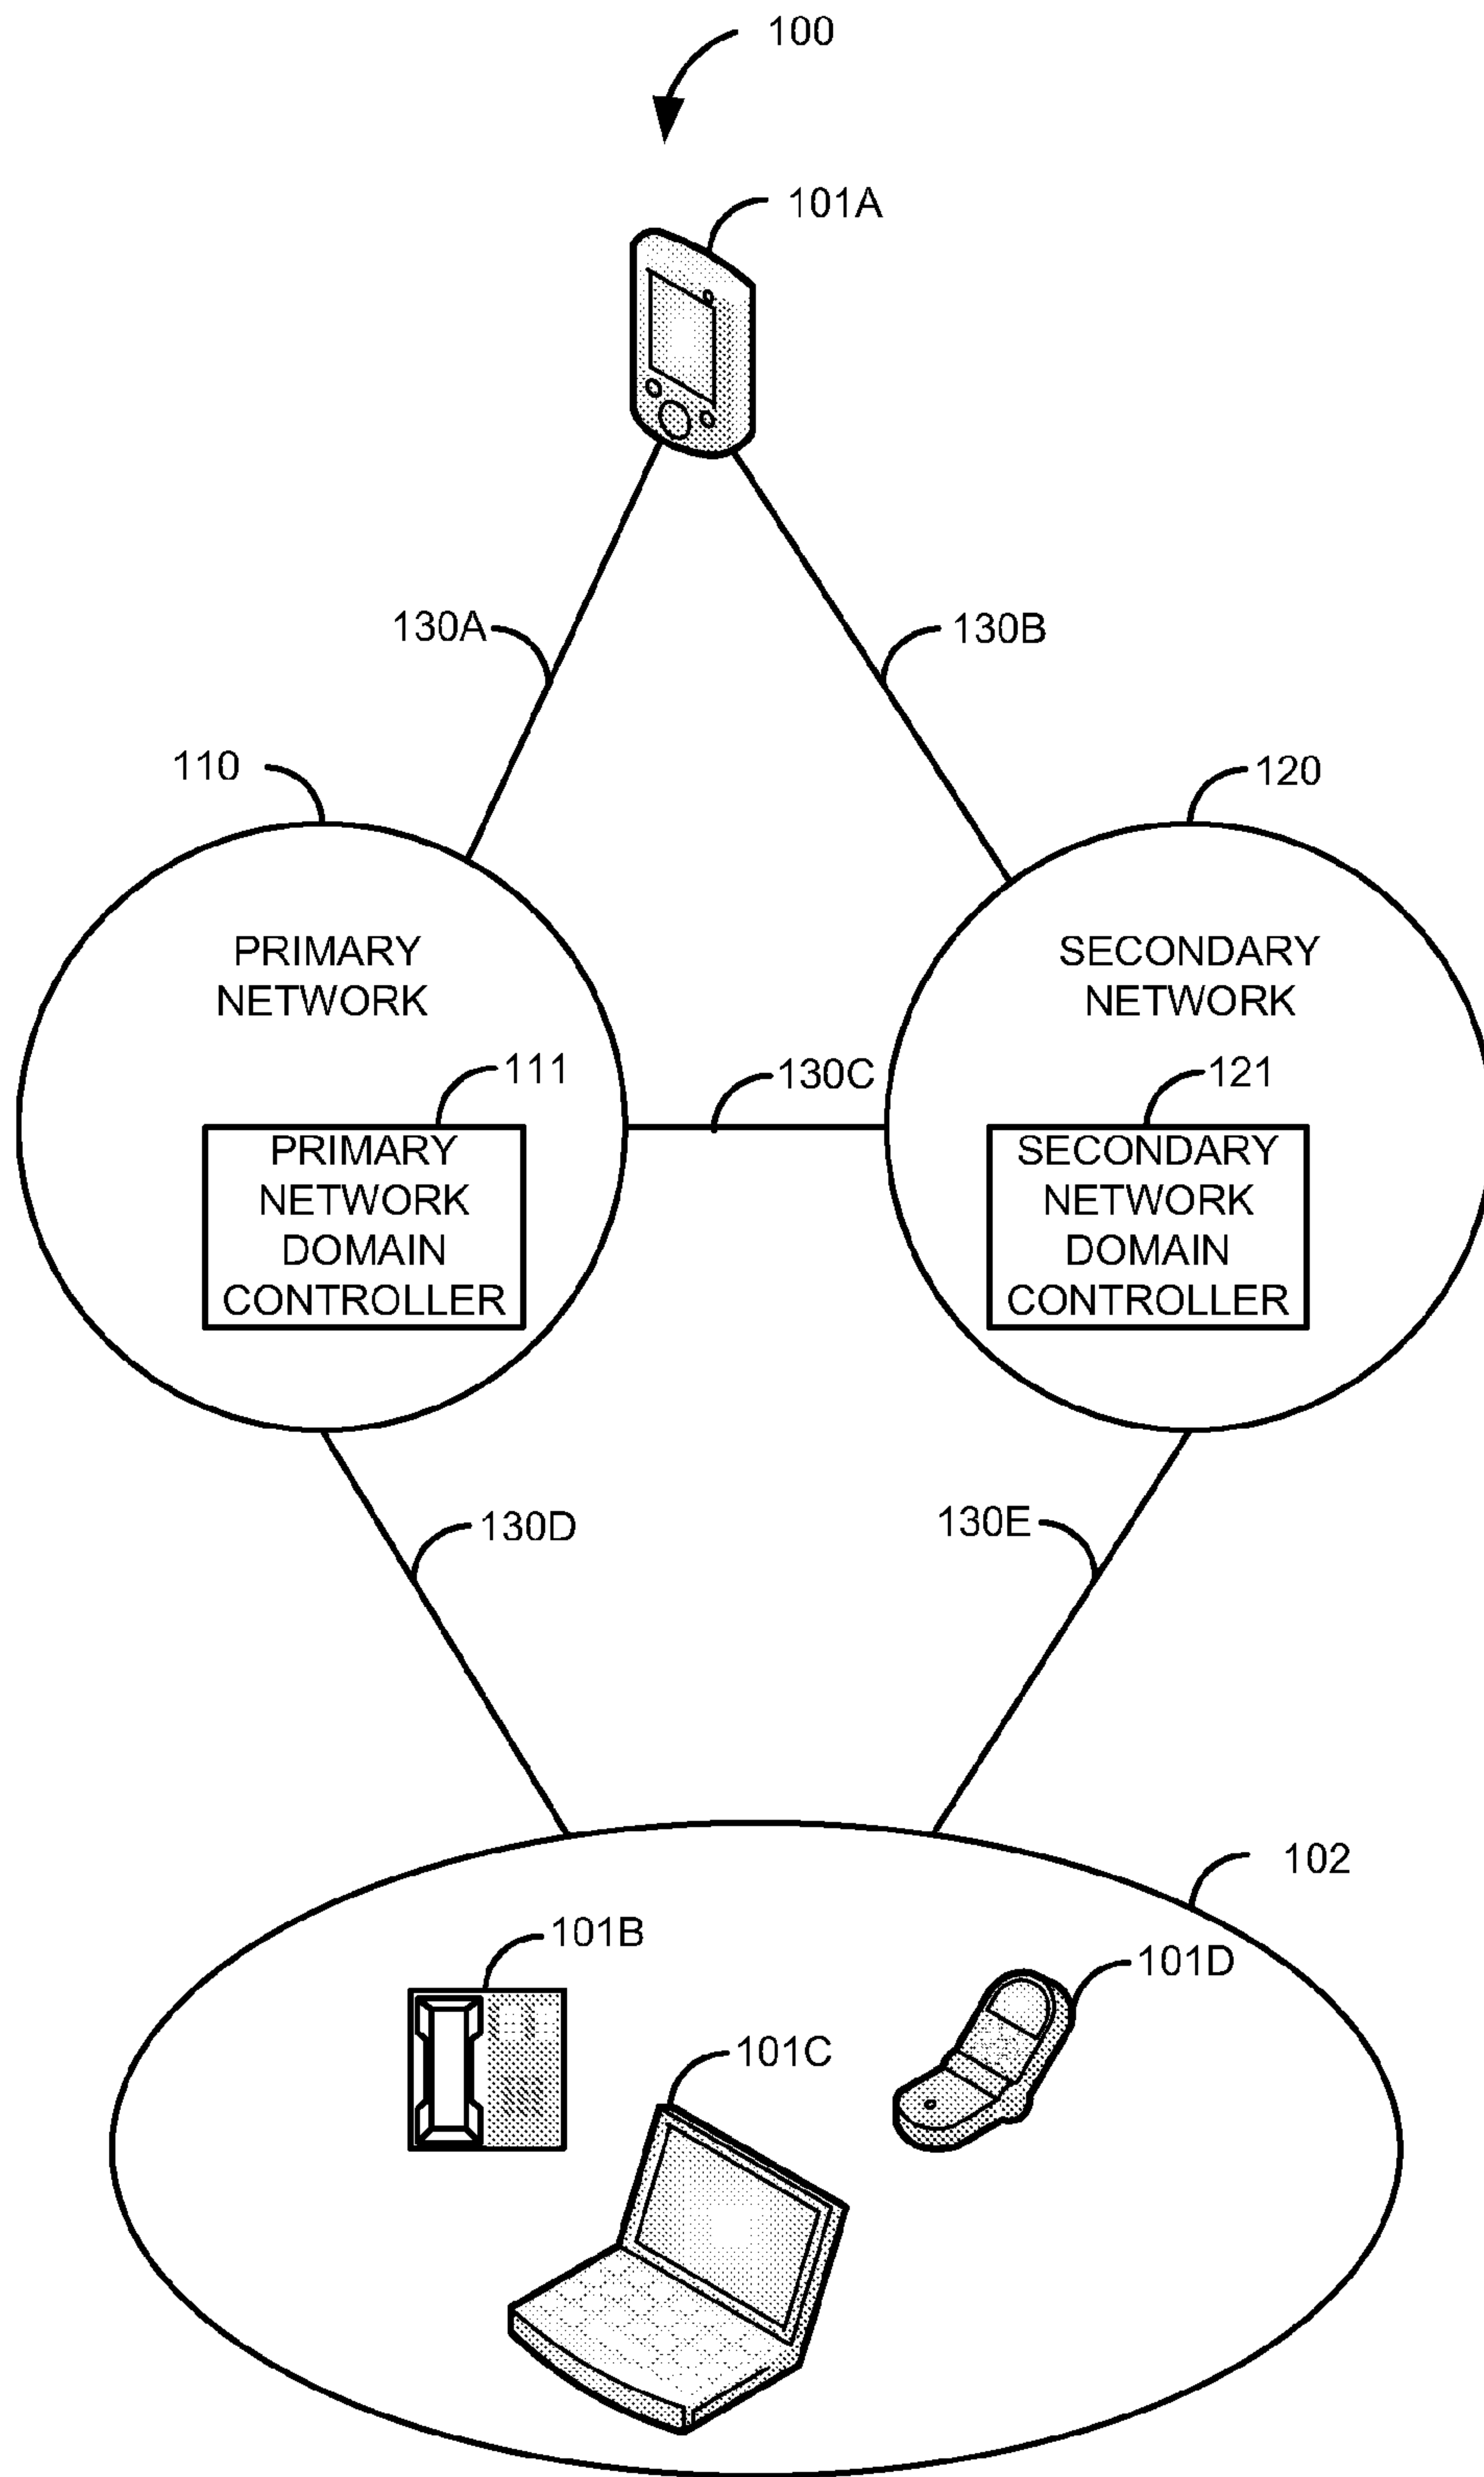 100
101A
130A
130B
110
120
PRIMARY
NETWORK
SECONDARY
NETWORK
111
130C
121
PRIMARY
NETWORK
DOMAIN
CONTROLLER
SECONDARY
NETWORK
DOMAIN
CONTROLLER
130D
130E
102
101B
101D
101C